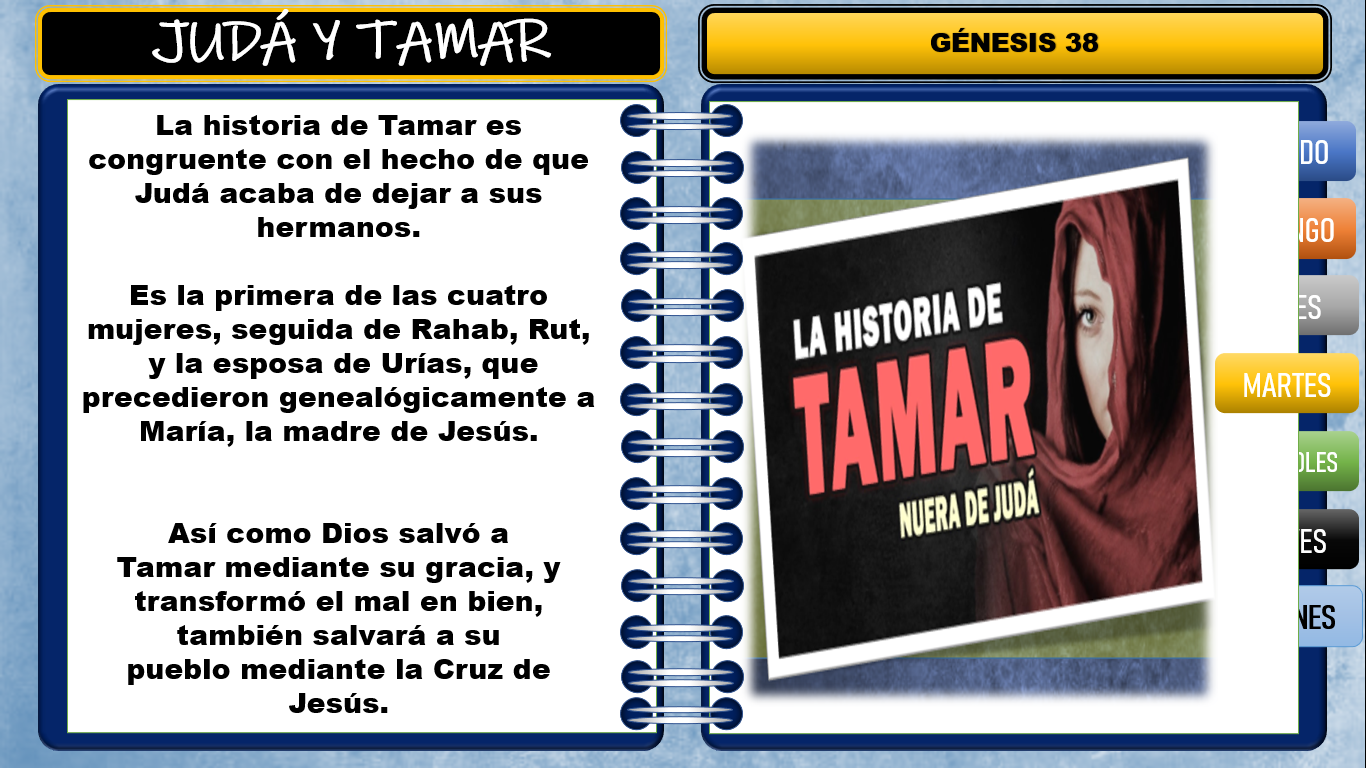 JUDÁ Y TAMAR
GÉNESIS 38
La historia de Tamar es
congruente con el hecho de que
Judá acaba de dejar a sus
hermanos.
Es la primera de las cuatro
mujeres, seguida de Rahab, Rut,
y la esposa de Urías, que
precedieron genealógicamente a
María, la madre de Jesús.
Así como Dios salvó a
Tamar mediante su gracia, y
transformó el mal en bien,
también salvará a su
pueblo mediante la Cruz de
Jesús.
LA HISTORIA DE
TAMAR
NUERA DE JUDÁ
DO
NGO
ES
MARTES
OLES
ES
NES